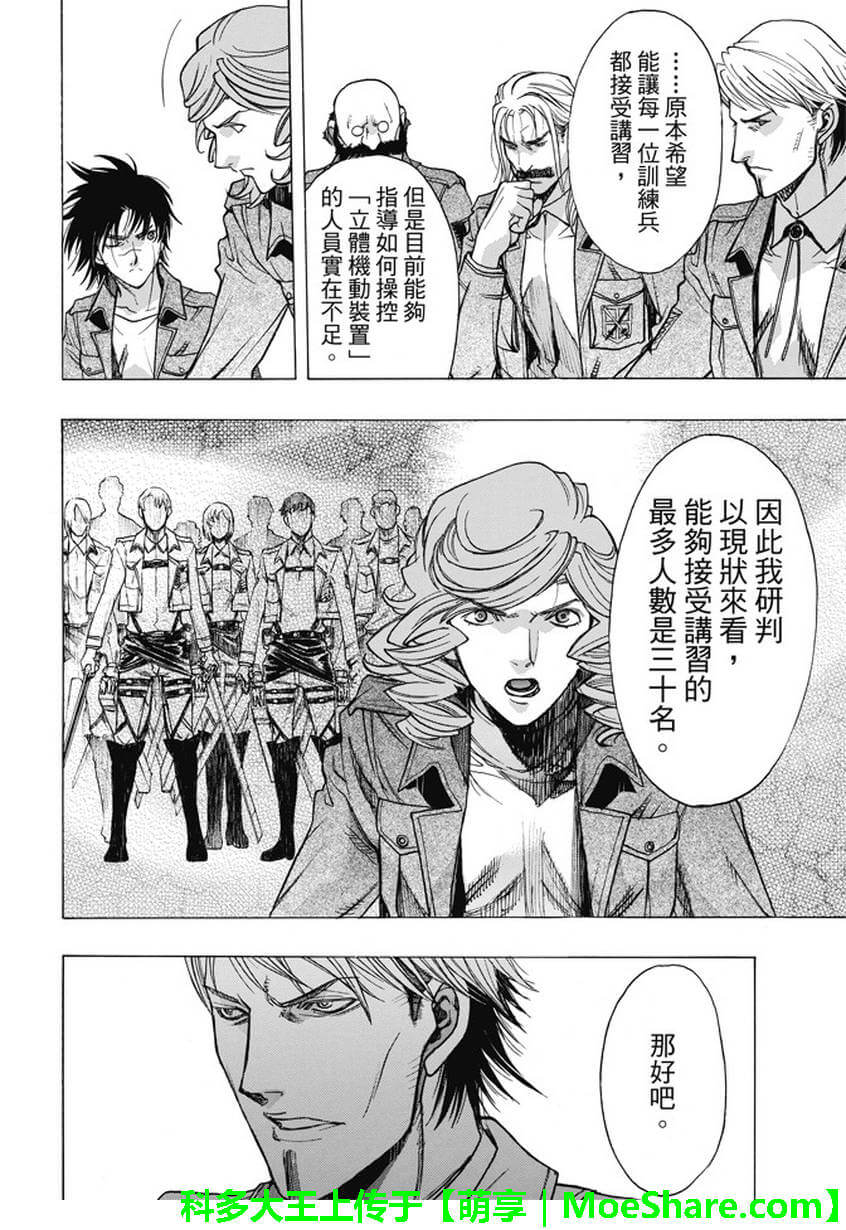 ……原本希望
能讓每一位訓練兵
都接受講習，
但是目前能夠
指導如何操控
「立體機動裝置」
的人員實在不足。
因此我研判
以現狀來看，
能夠接受講習的
最多人數是三十名。
那好吧。
科多大王上传于【萌享｜MoeShare.com】